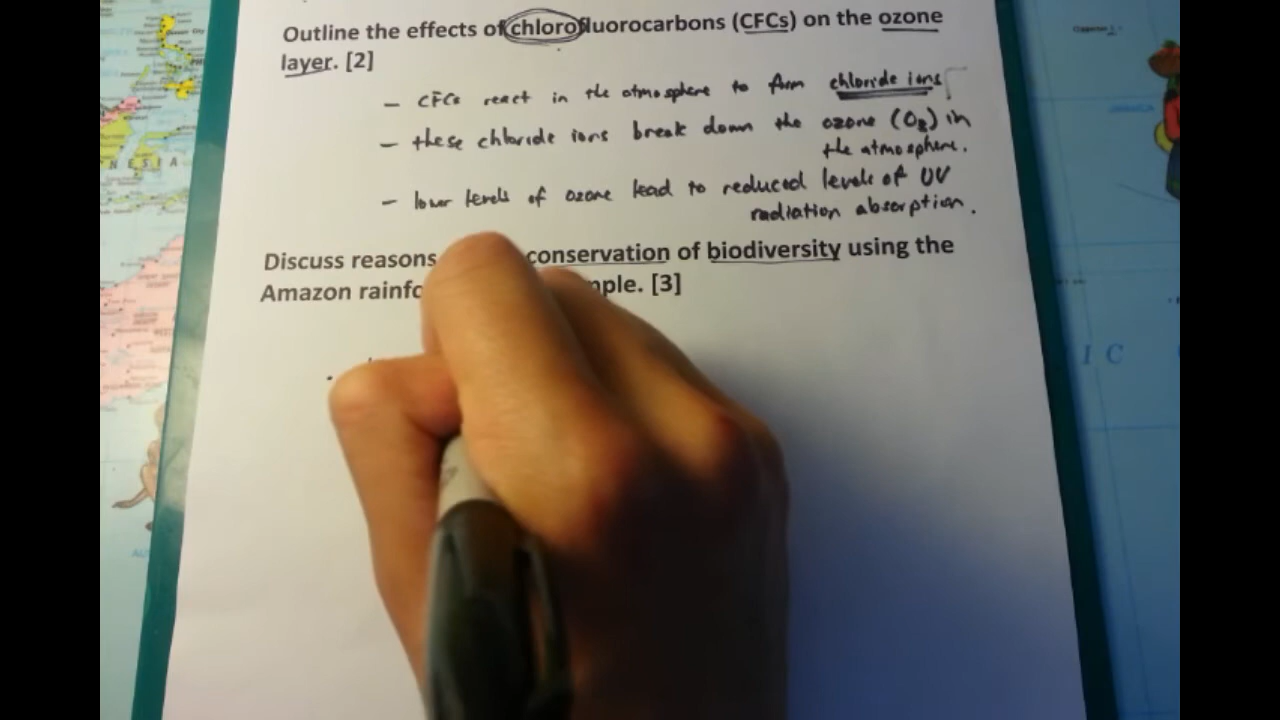 Outline the effects of chlorofluorocarbons (CFCs) on the ozone
layer. [2]
- CFCs react in the atmosphere to form chloride ions
- these chloride ions break down the ozone (O3) in
the atmosphere.
- lower levels of ozone lead to reduced levels of UV
radiation absorption.
Discuss reasons conservation of biodiversity using the
Amazon [3]
NESIA
IC